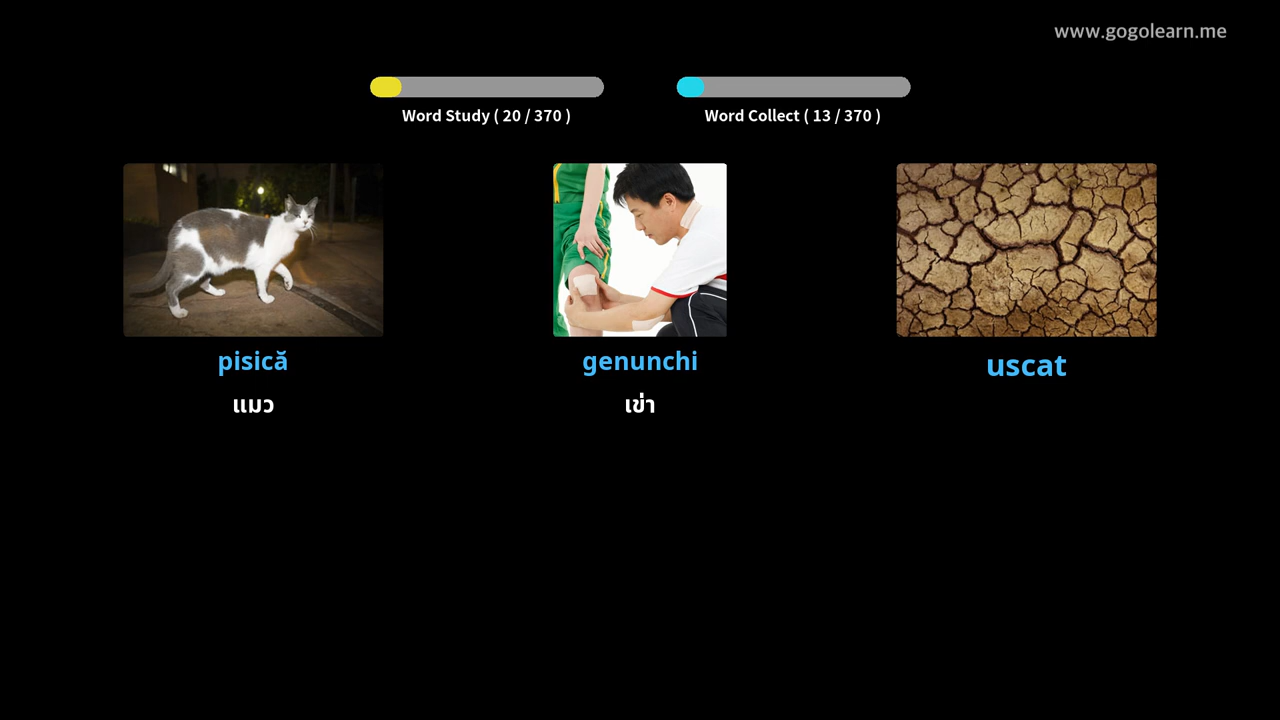 www.gogolearn.me
Word Study ( 20 / 370 )
Word Collect ( 13 / 370 )
pisică
genunchi
uscat
แมว
เข่า